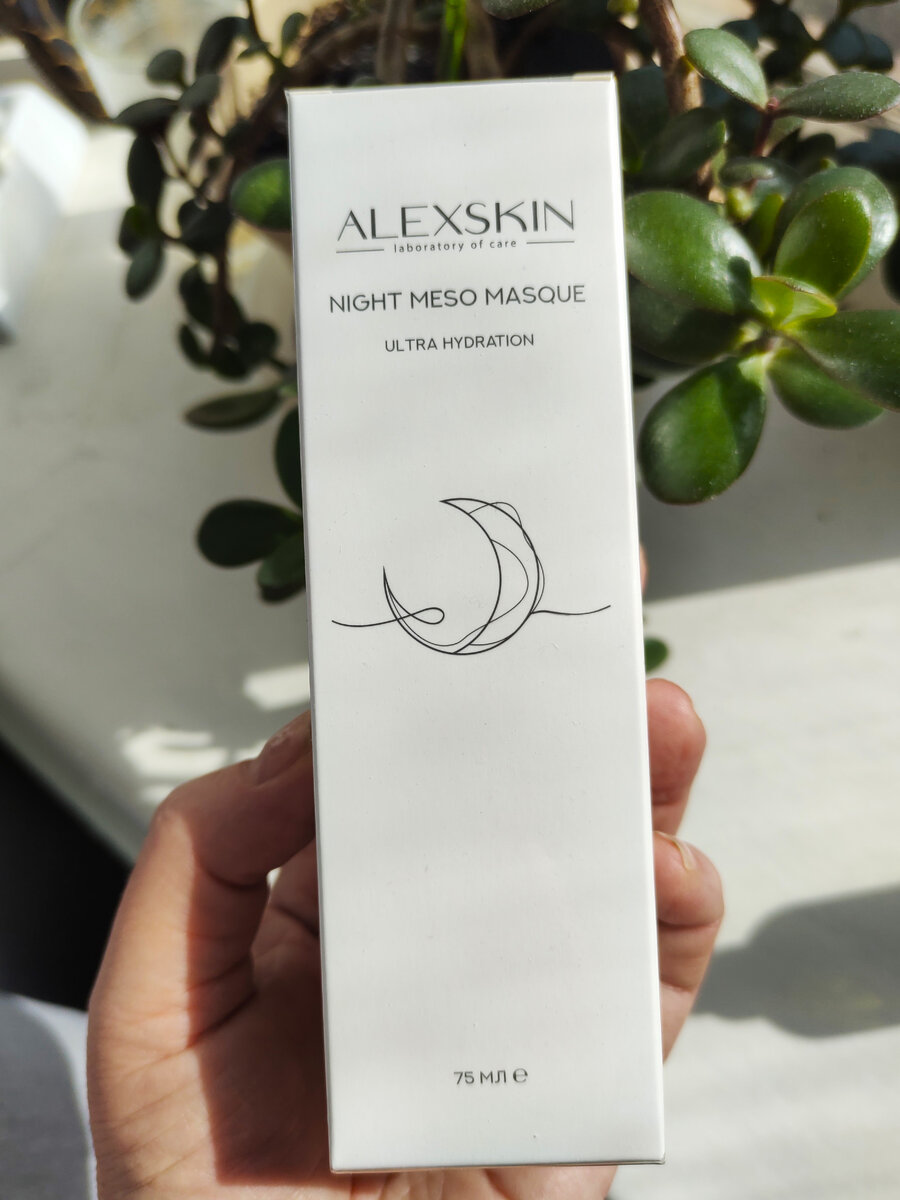 ALEXSKIN
laboratory of care
NIGHT MESO MASQUE
ULTRA HYDRATION
75 МЛ ℮